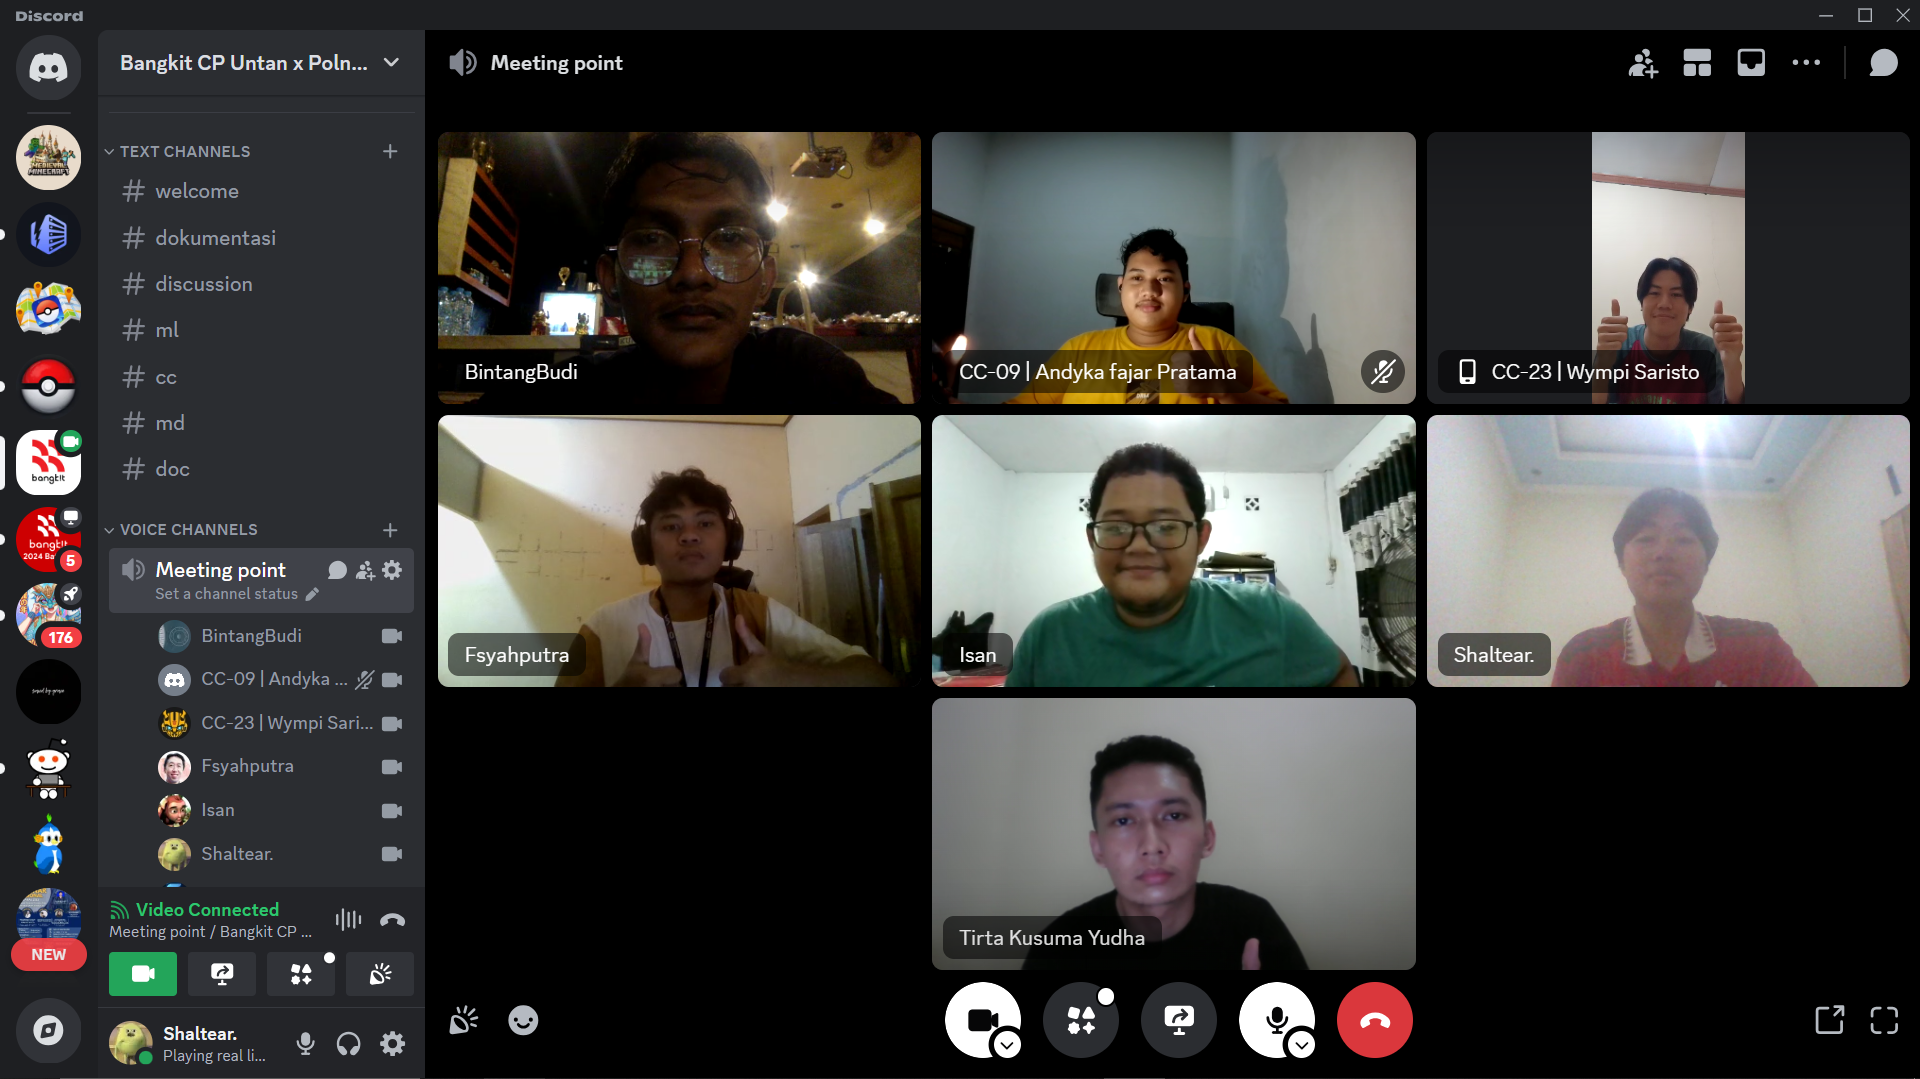 Discord
Bangkit CP Untan x Poln...
Meeting point
TEXT CHANNELS
welcome
dokumentasi
discussion
ml
cc
md
doc
VOICE CHANNELS
Meeting point
Set a channel status
BintangBudi
CC-09 | Andyka ...
CC-23 | Wympi Sari...
Fsyahputra
Isan
Shaltear.
Video Connected
Meeting point / Bangkit CP ...
Shaltear.
Playing real li...
MINECRAFT
bangk!t
bangk!t
5
176
NEW
BintangBudi
CC-09 | Andyka fajar Pratama
CC-23 | Wympi Saristo
Fsyahputra
Isan
Shaltear.
Tirta Kusuma Yudha